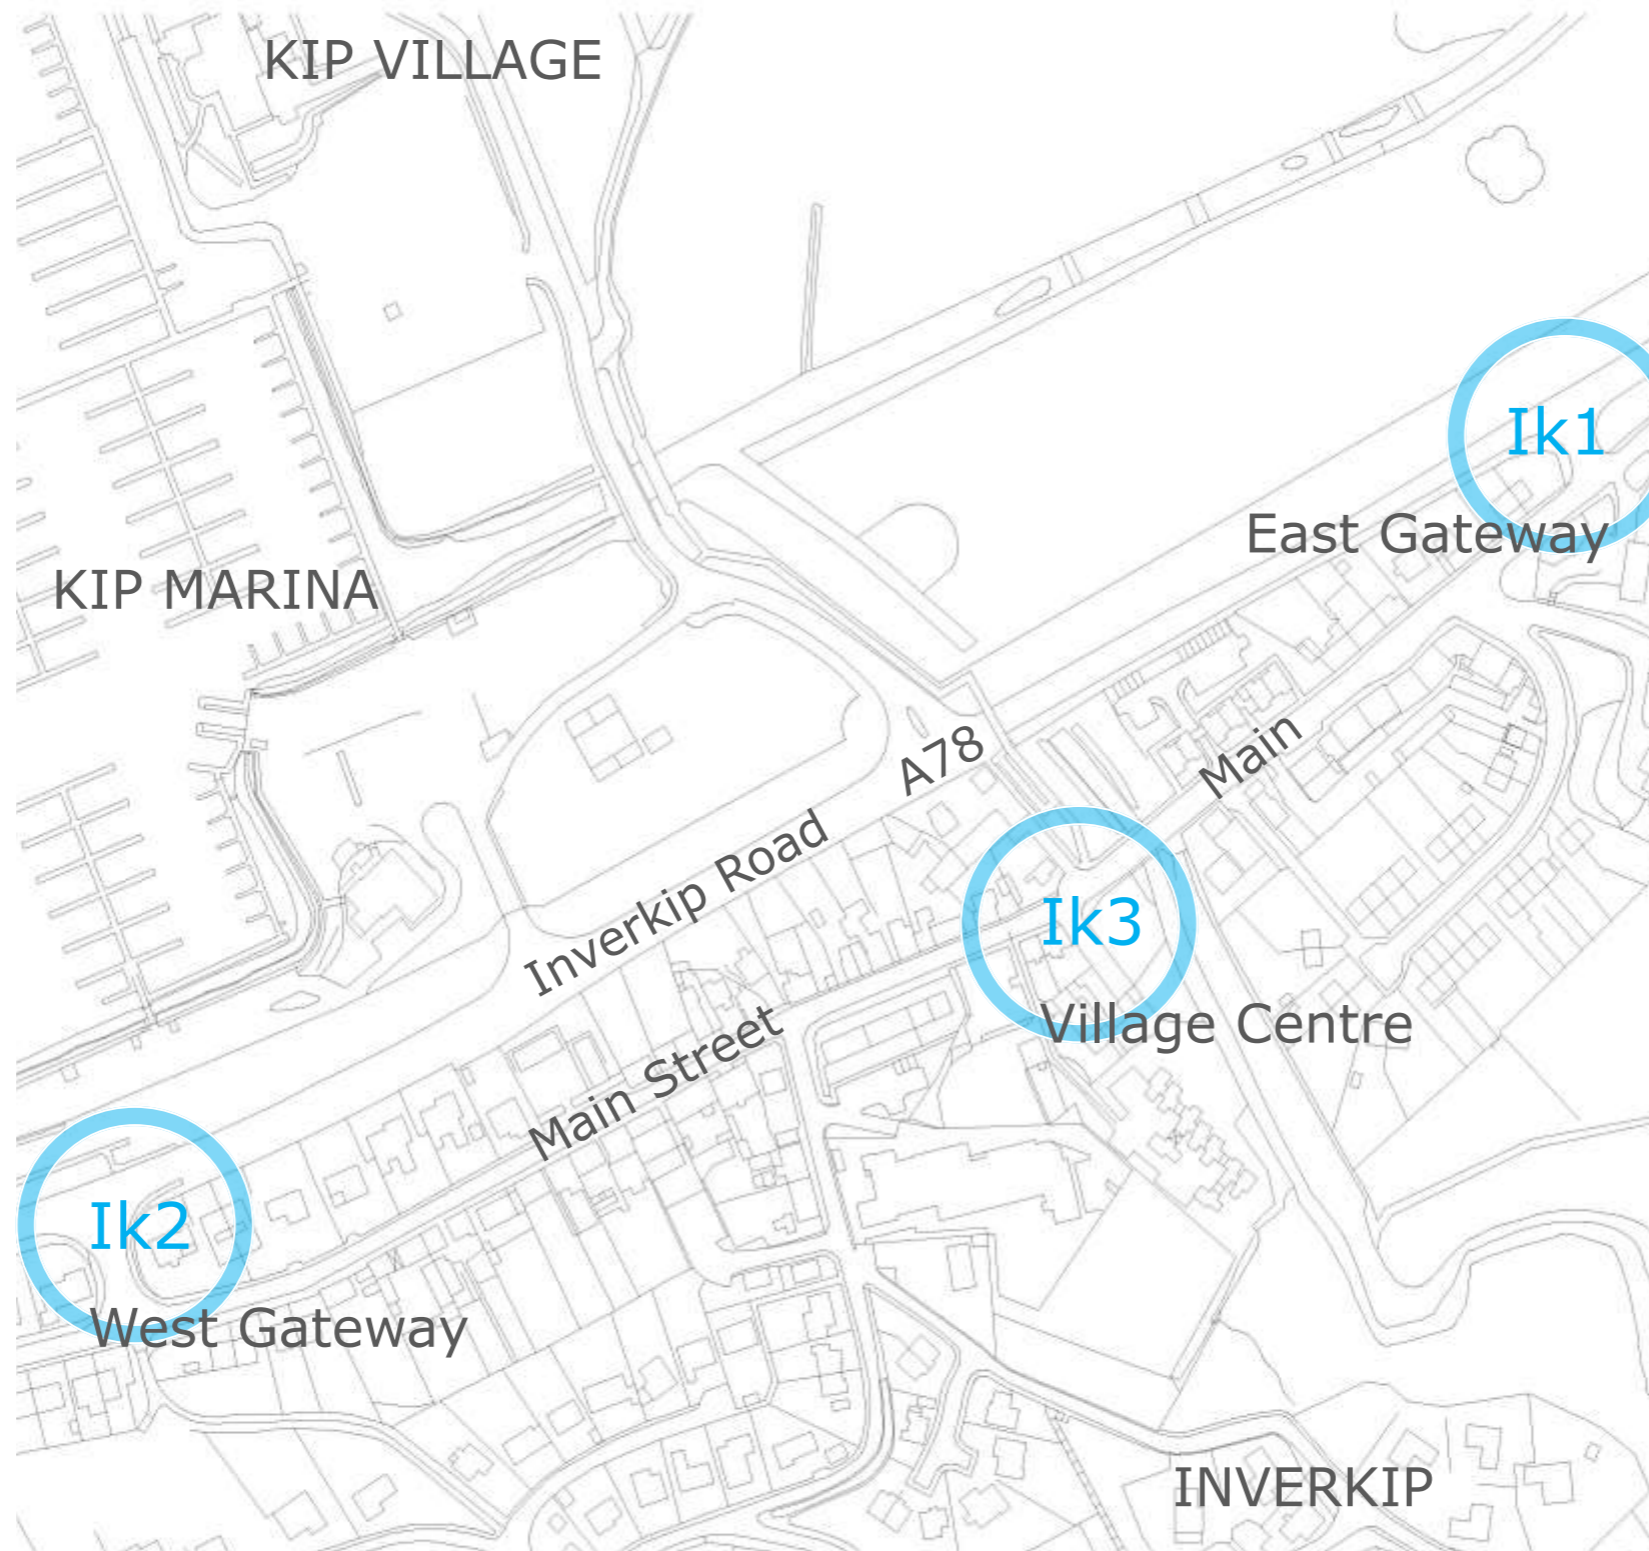 KIP VILLAGE
Ik1
East Gateway
KIP MARINA
A78
Main
Inverkip Road
Ik3
Village Centre
Main Street
Ik2
West Gateway
INVERKIP